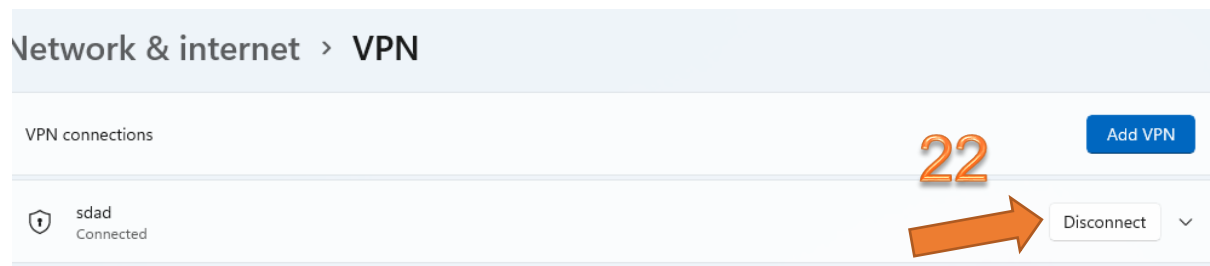 Network & internet > VPN
VPN connections
Add VPN
22
sdad
Connected
Disconnect